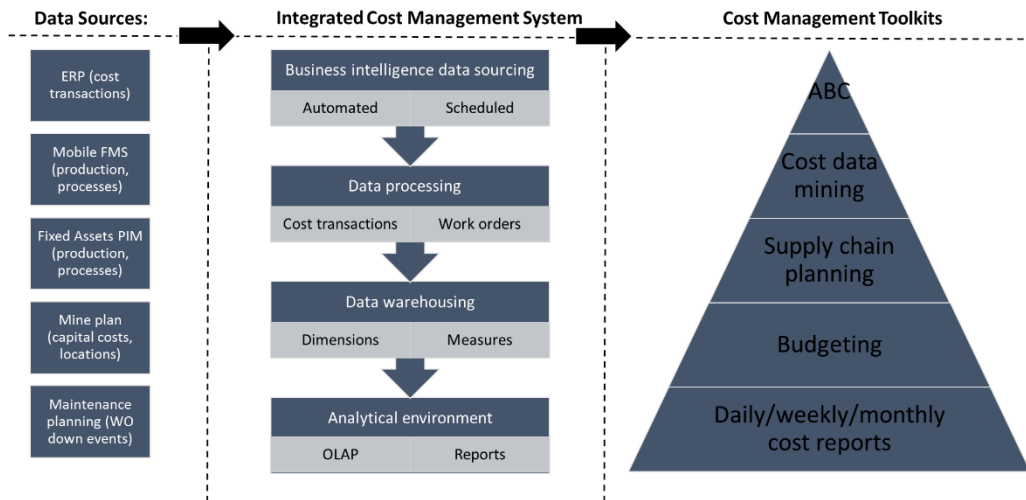 Data Sources:
Integrated Cost Management System
Cost Management Toolkits
ERP (cost
transactions)
Mobile FMS
(production,
processes)
Fixed Assets PIM
(production,
processes)
Mine plan
(capital costs,
locations)
Maintenance
planning (WO
down events)
Business intelligence data sourcing
Automated
Scheduled
Data processing
Cost transactions
Work orders
Data warehousing
Dimensions
Measures
Analytical environment
OLAP
Reports
ABC
Cost data
mining
Supply chain
planning
Budgeting
Daily/weekly/monthly
cost reports